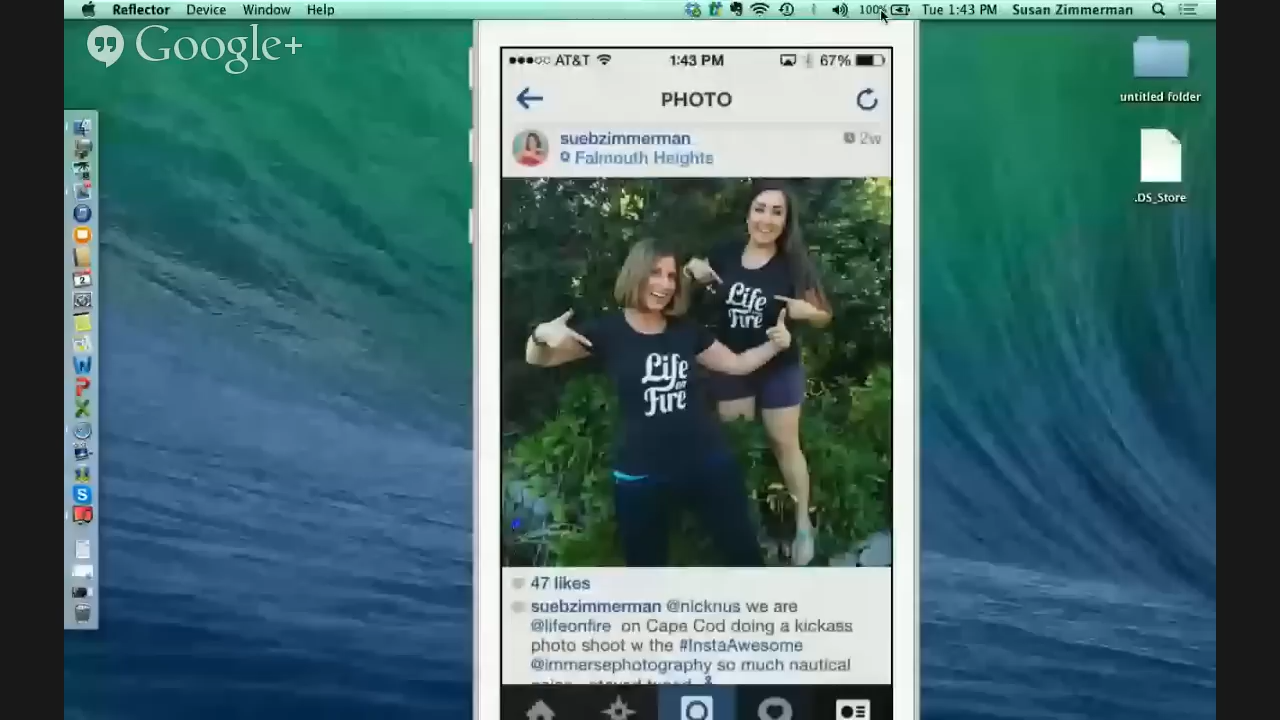 Reflector Device Window Help 100% Tue 1:43 PM Susan Zimmerman
Google+
untitled folder
.DS_Store
AT&T 1:43 PM 67%
PHOTO
suebzimmerman 2w
Falmouth Heights
Life
on
Fire
Life
Fire
47 likes
suebzimmerman @nicknus we are
@lifeonfire on Cape Cod doing a kickass
photo shoot w the #InstaAwesome
@immersephotography so much nautical